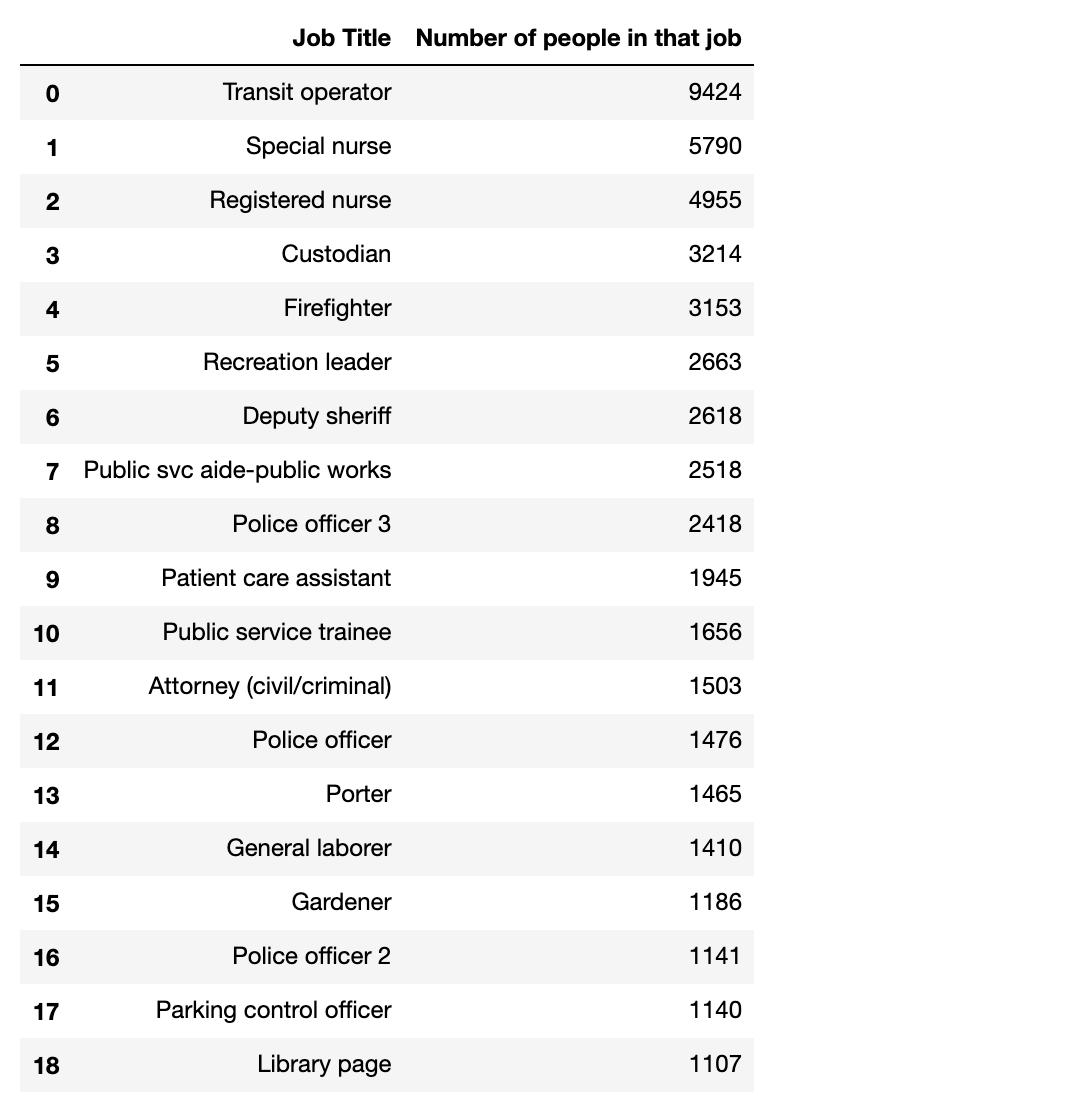 Job Title Number of people in that job
0 Transit operator 9424
1 Special nurse 5790
2 Registered nurse 4955
3 Custodian 3214
4 Firefighter 3153
5 Recreation leader 2663
6 Deputy sheriff 2618
7 Public svc aide-public works 2518
8 Police officer 3 2418
9 Patient care assistant 1945
10 Public service trainee 1656
11 Attorney (civil/criminal) 1503
12 Police officer 1476
13 Porter 1465
14 General laborer 1410
15 Gardener 1186
16 Police officer 2 1141
17 Parking control officer 1140
18 Library page 1107